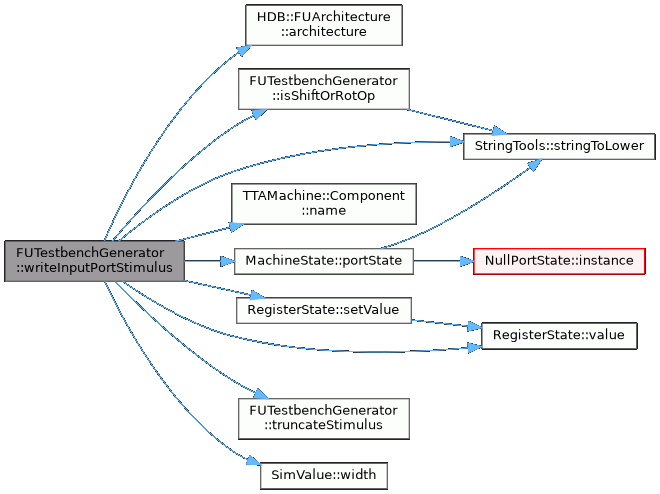 HDB::FUArchitecture
::architecture
FUTestbenchGenerator
::isShiftOrRotOp
StringTools::stringToLower
TTAMachine::Component
::name
FUTestbenchGenerator
::writeInputPortStimulus
MachineState::portState
NullPortState::instance
RegisterState::setValue
RegisterState::value
FUTestbenchGenerator
::truncateStimulus
SimValue::width